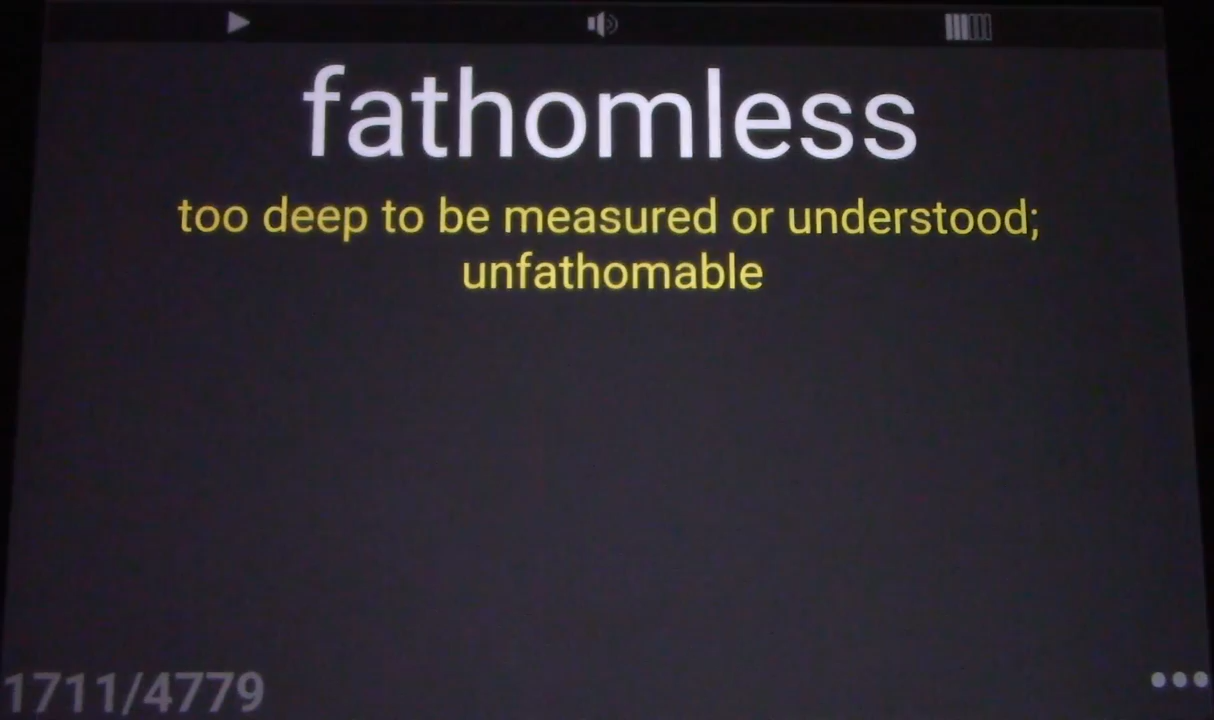 fathomless
too deep to be measured or understood;
unfathomable
1711/4779